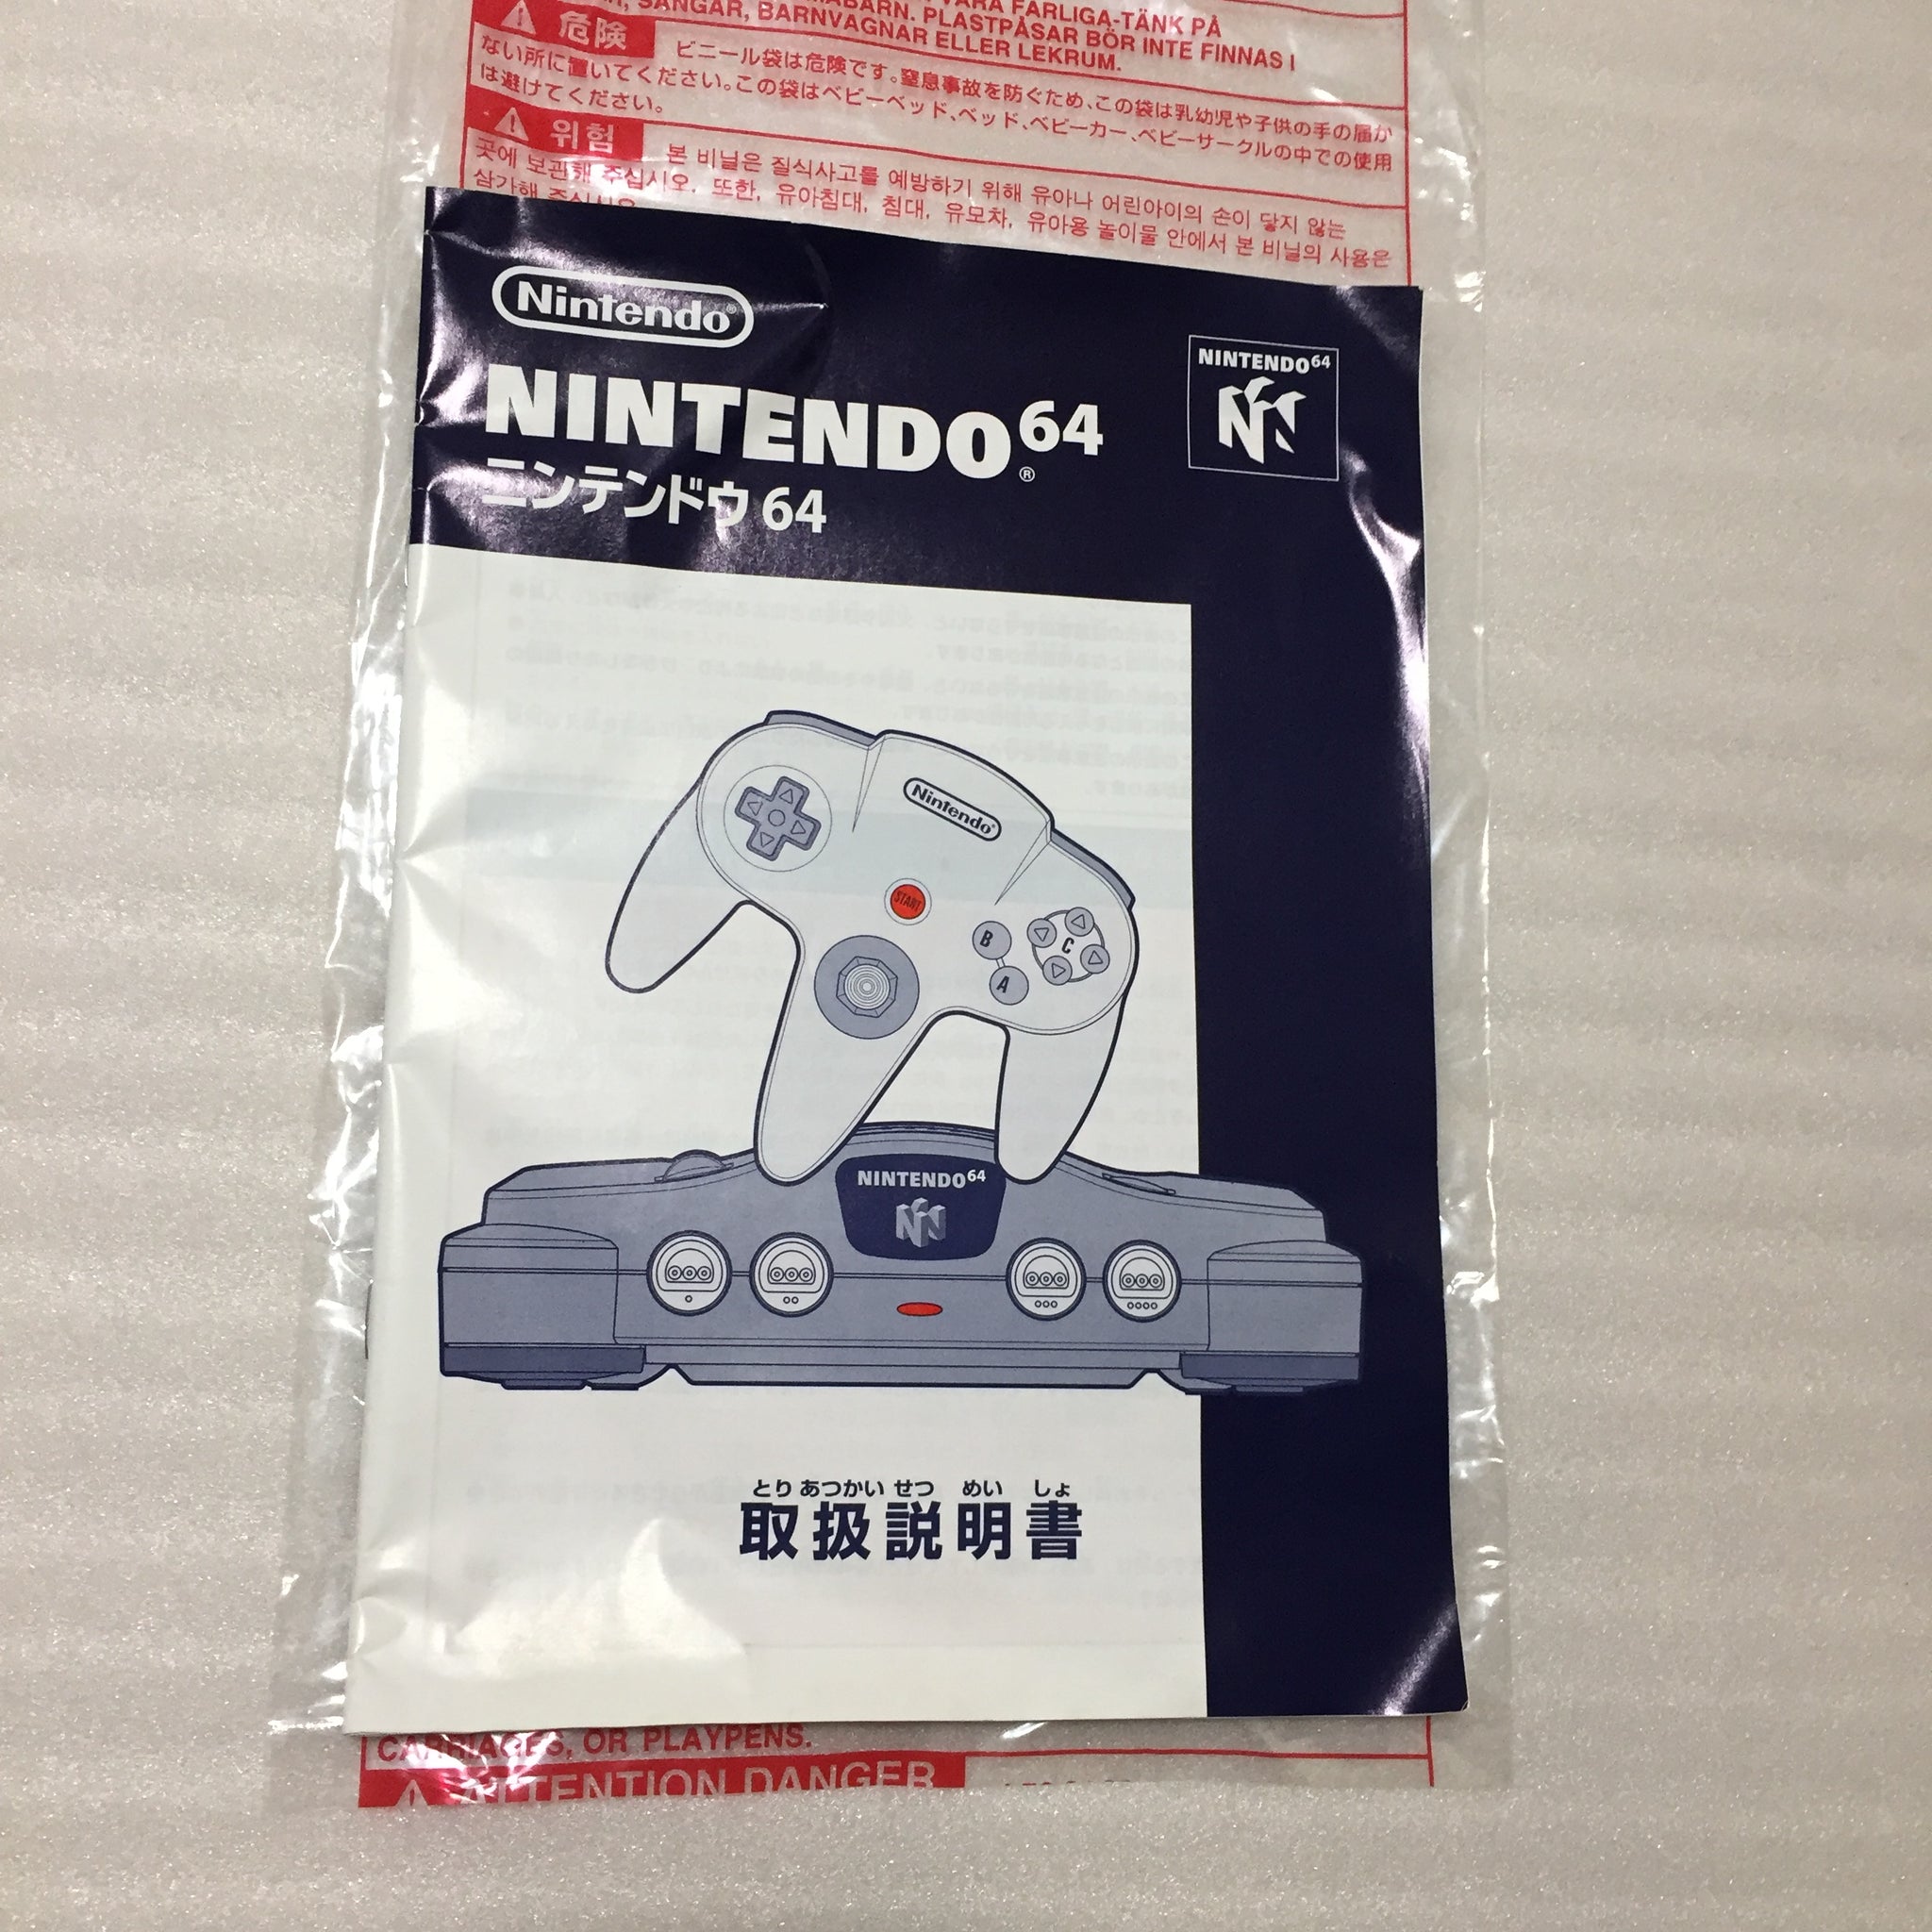 VARA FARLIGA-TÄNK PÅ
SÄNGAR, BARNVAGNAR ELLER LEKRUM.
PLASTPÅSAR BÖR INTE FINNAS I
危険 ビニール袋は危険です。窒息事故を防ぐため、この袋は乳幼児や子供の手の届か
ない所に置いてください。この袋はベビーベッド、ベッド、ベビーカー、ベビーサークルの中での使用
は避けてください。
위험 본 비닐은 질식사고를 예방하기 위해 유아나 어린아이의 손이 닿지 않는
곳에 보관해 주십시오. 또한, 유아침대, 침대, 유모차, 유아용 놀이물 안에서 본 비닐의 사용은
삼가해 주십시오
Nintendo®
NINTENDO64®
ニンテンドウ64
NINTENDO64
Nintendo®
START
B
A
C
NINTENDO64
とり あつかい せつ めい しょ
取扱説明書
CARRIAGES, OR PLAYPENS.
ATTENTION DANGER